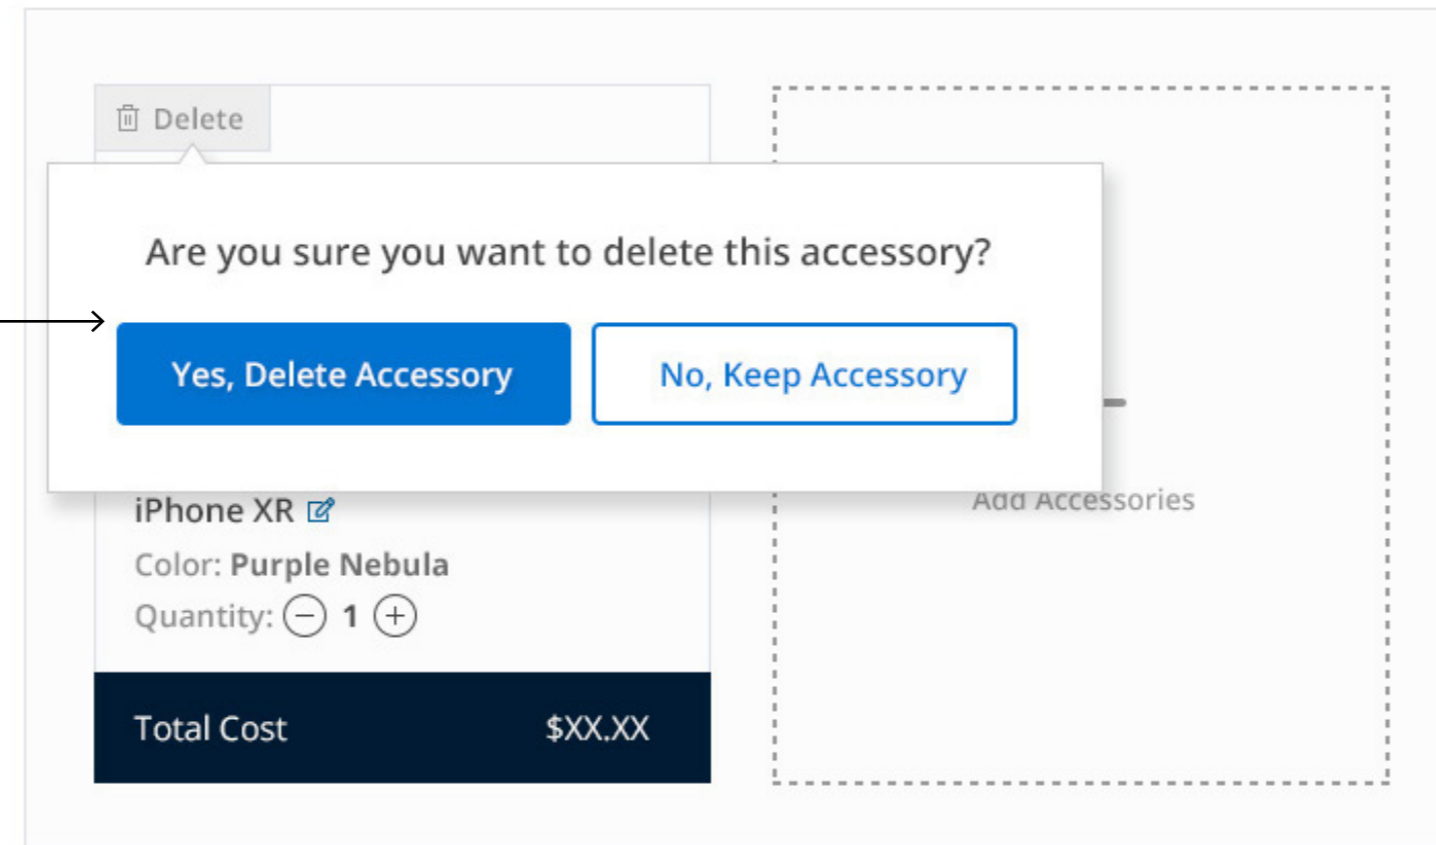 Delete
Are you sure you want to delete this accessory?
Yes, Delete Accessory
No, Keep Accessory
iPhone XR
Color: Purple Nebula
Quantity: 1
Total Cost $XX.XX
Add Accessories